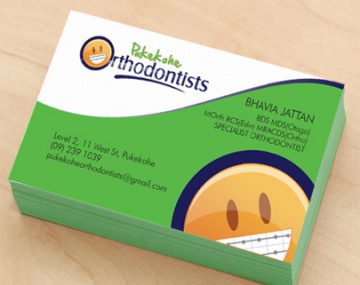 Pukekohe
Orthodontists
BHAVIA JATTAN
BDS MDS(Otago)
MOrth RCS(Edin) MRACDS(Ortho)
SPECIALIST ORTHODONTIST
Level 2, 11 West St, Pukekohe
(09) 239 1039
pukekoheorthodontists@gmail.com